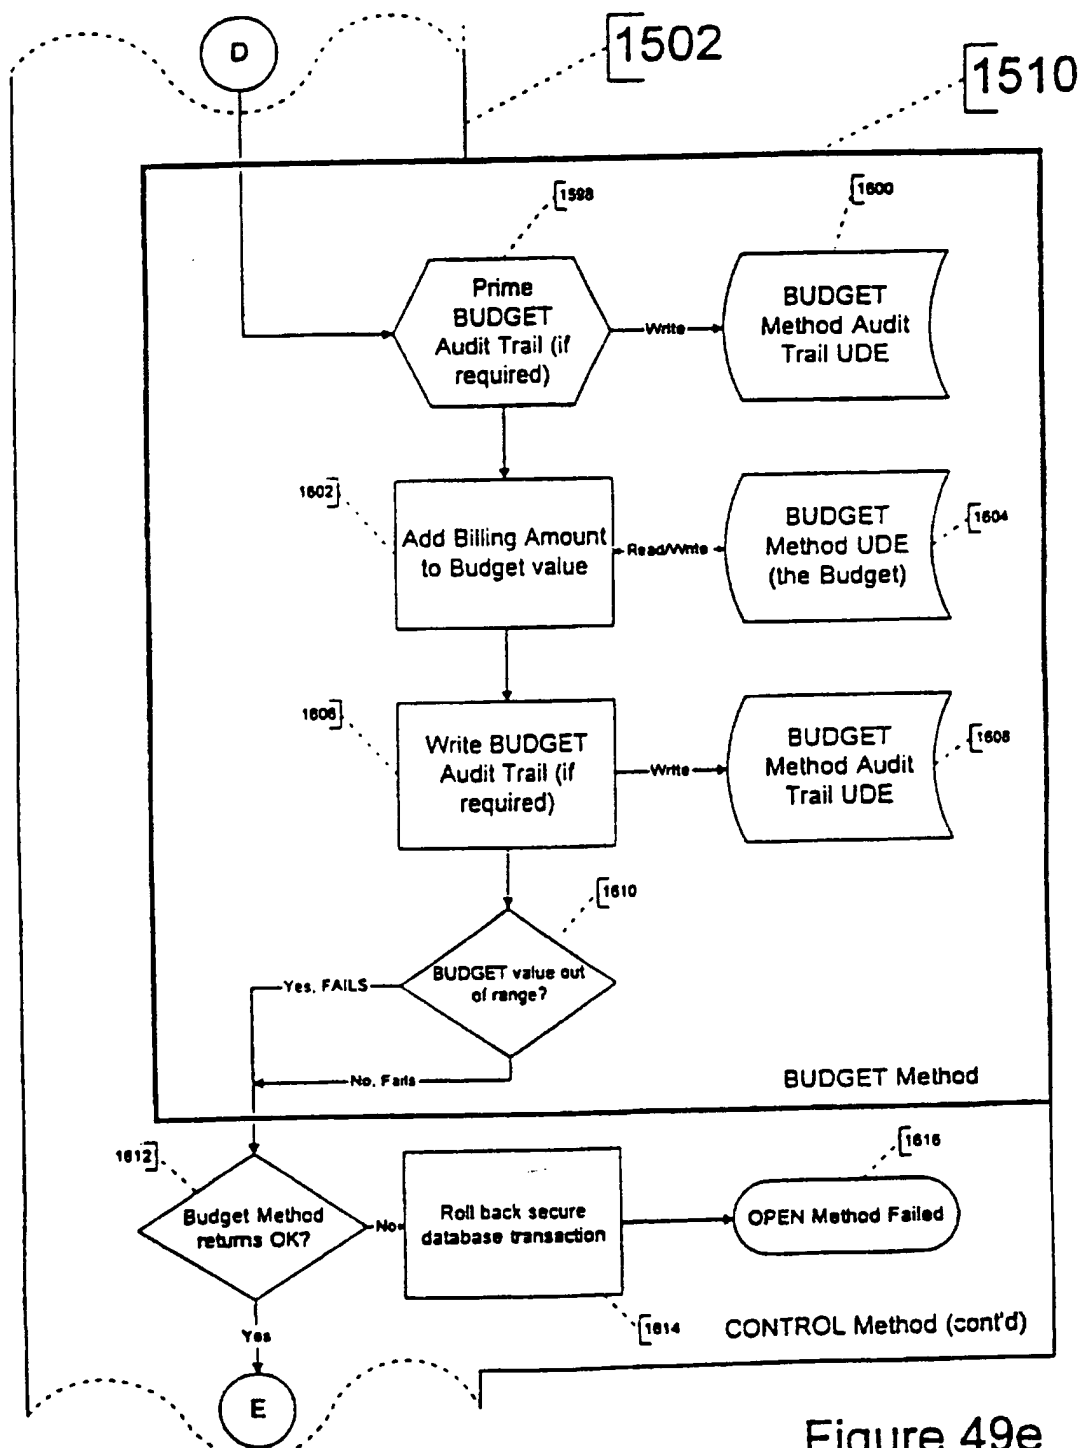 D
1502
1510
1598
1600
Prime
BUDGET
Audit Trail (if
required)
Write
BUDGET
Method Audit
Trail UDE
1602
Add Billing Amount
to Budget value
Read/Write
BUDGET
Method UDE
(the Budget)
1604
1606
Write BUDGET
Audit Trail (if
required)
Write
BUDGET
Method Audit
Trail UDE
1608
1610
BUDGET value out
of range?
Yes, FAILS
No, Fails
BUDGET Method
1612
Budget Method
returns OK?
No
Roll back secure
database transaction
1616
OPEN Method Failed
1614
CONTROL Method (cont'd)
Yes
E
Figure 49e